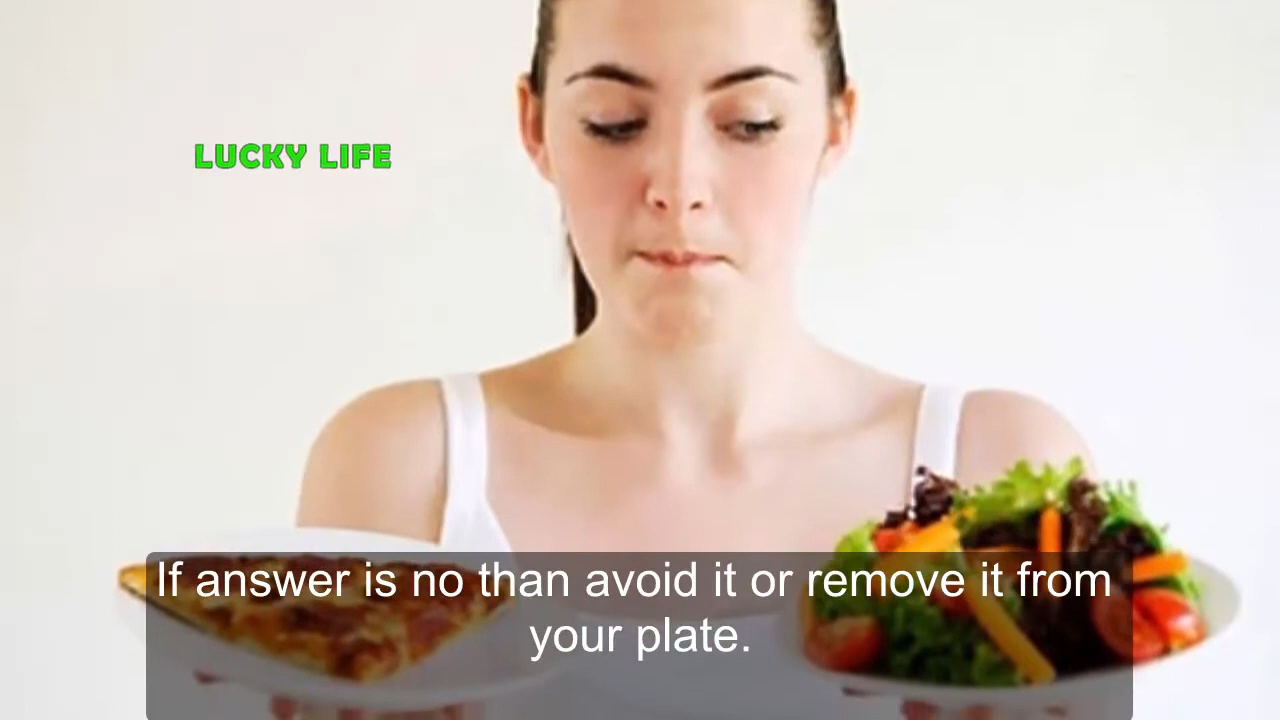 LUCKY LIFE
If answer is no than avoid it or remove it from
your plate.